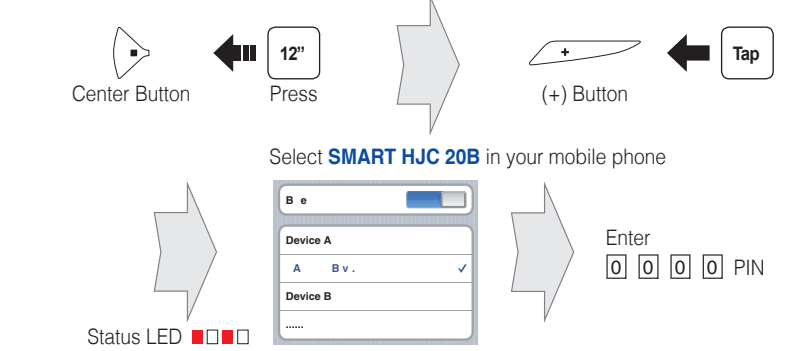 12”
Tap
Center Button
Press
(+) Button
Select SMART HJC 20B in your mobile phone
B e
Device A
A B v .
✓
Device B
......
Enter
0 0 0 0 PIN
Status LED